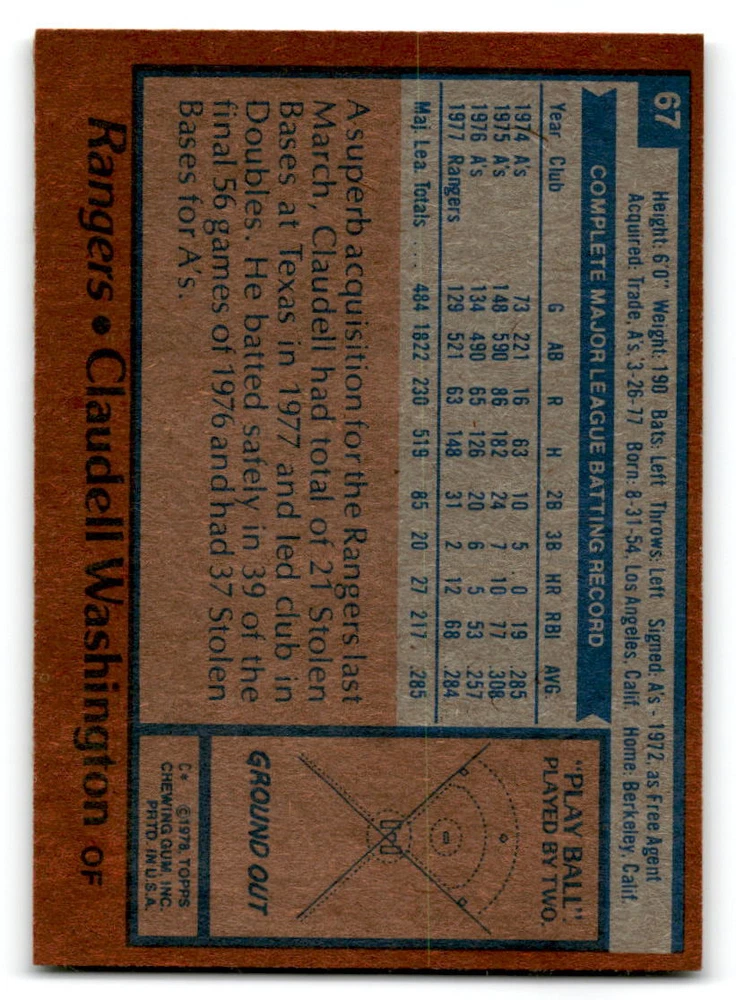 67
Height: 6'0" Weight: 190 Bats: Left Throws: Left Signed: A's - 1972, as Free Agent
Acquired: Trade, A's, 3-26-77 Born: 8-31-54, Los Angeles, Calif. Home: Berkeley, Calif.
COMPLETE MAJOR LEAGUE BATTING RECORD
Year Club G AB R H 2B 3B HR RBI AVG.
1974 A's 73 221 16 63 10 5 0 19 .285
1975 A's 148 590 86 182 24 7 10 77 .308
1976 A's 134 490 65 126 20 6 5 53 .257
1977 Rangers 129 521 63 148 31 2 12 68 .284
Maj. Lea. Totals .... 484 1822 230 519 85 20 27 217 .285
A superb acquisition for the Rangers last
March, Claudell had total of 21 Stolen
Bases at Texas in 1977 and led club in
Doubles. He batted safely in 39 of the
final 56 games of 1976 and had 37 Stolen
Bases for A's.
"PLAY BALL"
PLAYED BY TWO.
GROUND OUT
C* ©1978, TOPPS
CHEWING GUM, INC.
PRTD. IN U.S.A.
Rangers • Claudell Washington OF